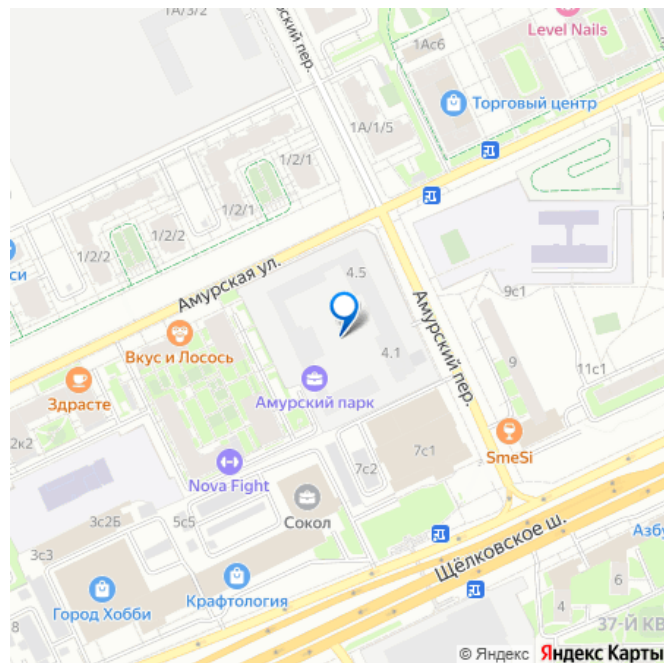 1А/3/2
1Ас6
Level Nails
ский пер.
Торговый центр
1А/1/5
1/2/1
1/2/1
1/2/2
1/2/2
си
Амурская ул.
4.5
9с1
Амурский пер.
Вкус и Лосось
4.1
9
11с1
Здрасте
Амурский парк
2к2
7с1
SmeSi
7с2
Nova Fight
Сокол
3с2Б
5с5
3с3
Щёлковское ш.
Азбу
Город Хобби
Крафтология
8
6
4
37-Й КВ
© Яндекс Яндекс Карты